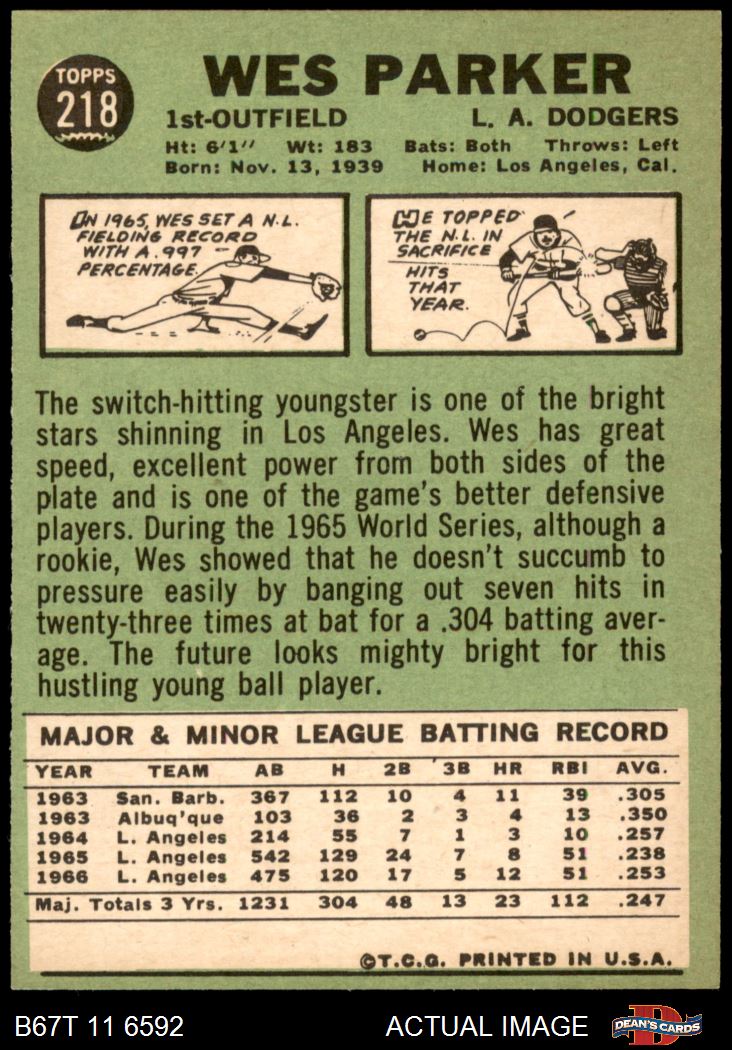 TOPPS
218
WES PARKER
1st-OUTFIELD L. A. DODGERS
Ht: 6'1" Wt: 183 Bats: Both Throws: Left
Born: Nov. 13, 1939 Home: Los Angeles, Cal.
IN 1965, WES SET A N.L.
FIELDING RECORD
WITH A .997
PERCENTAGE.
HE TOPPED
THE N.L. IN
SACRIFICE
HITS
THAT
YEAR.
The switch-hitting youngster is one of the bright
stars shinning in Los Angeles. Wes has great
speed, excellent power from both sides of the
plate and is one of the game's better defensive
players. During the 1965 World Series, although a
rookie, Wes showed that he doesn't succumb to
pressure easily by banging out seven hits in
twenty-three times at bat for a .304 batting aver-
age. The future looks mighty bright for this
hustling young ball player.
MAJOR & MINOR LEAGUE BATTING RECORD
YEAR TEAM AB H 2B 3B HR RBI AVG.
1963 San. Barb. 367 112 10 4 11 39 .305
1963 Albuq'que 103 36 2 3 4 13 .350
1964 L. Angeles 214 55 7 1 3 10 .257
1965 L. Angeles 542 129 24 7 8 51 .238
1966 L. Angeles 475 120 17 5 12 51 .253
Maj. Totals 3 Yrs. 1231 304 48 13 23 112 .247
©T.C.G. PRINTED IN U.S.A.
B67T 11 6592 ACTUAL IMAGE
D
DEAN'S CARDS